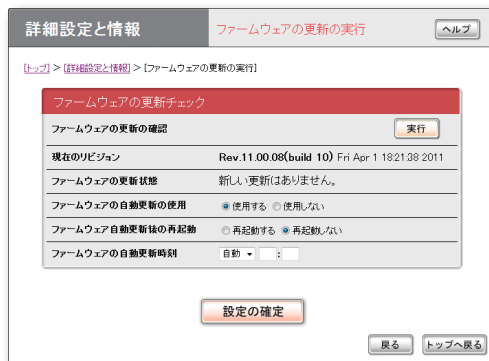 詳細設定と情報 ファームウェアの更新の実行 ヘルプ
[トップ] > [詳細設定と情報] > [ファームウェアの更新の実行]
ファームウェアの更新チェック
ファームウェアの更新の確認 実行
現在のリビジョン Rev.11.00.08(build 10) Fri Apr 1 18:21:38 2011
ファームウェアの更新状態 新しい更新はありません。
ファームウェアの自動更新の使用 使用する 使用しない
ファームウェア自動更新後の再起動 再起動する 再起動しない
ファームウェアの自動更新時刻 自動 :
設定の確定
戻る トップへ戻る